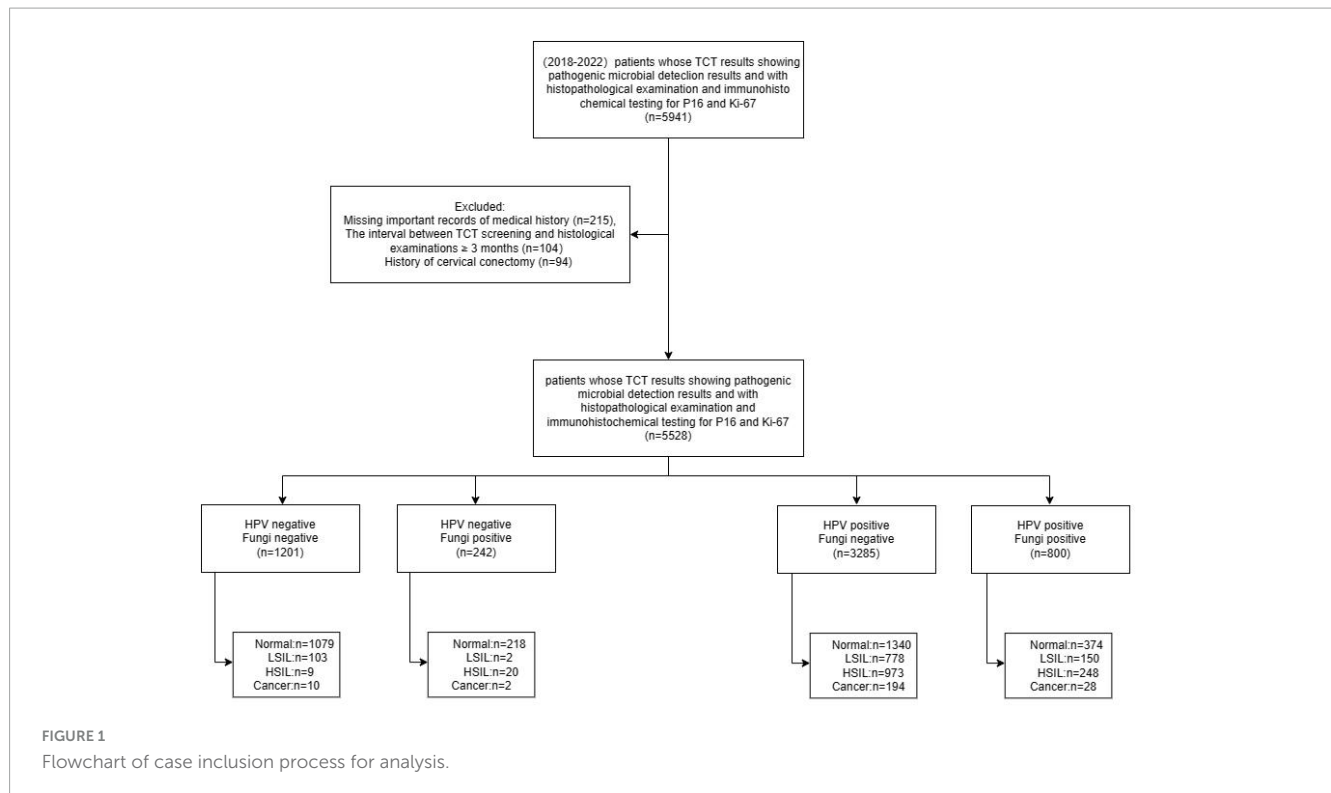 (2018-2022) patients whose TCT results showing
pathogenic microbial detection results and with
histopathological examination and immunohisto
chemical testing for P16 and Ki-67
(n=5941)
Excluded:
Missing important records of medical history (n=215),
The interval between TCT screening and histological
examinations ≥ 3 months (n=104)
History of cervical conectomy (n=94)
patients whose TCT results showing pathogenic
microbial detection results and with
histopathological examination and
immunohistochemical testing for P16 and Ki-67
(n=5528)
HPV negative
Fungi negative
(n=1201)
HPV negative
Fungi positive
(n=242)
HPV positive
Fungi negative
(n=3285)
HPV positive
Fungi positive
(n=800)
Normal:n=1079
LSIL:n=103
HSIL:n=9
Cancer:n=10
Normal:n=218
LSIL:n=2
HSIL:n=20
Cancer:n=2
Normal:n=1340
LSIL:n=778
HSIL:n=973
Cancer:n=194
Normal:n=374
LSIL:n=150
HSIL:n=248
Cancer:n=28
FIGURE 1
Flowchart of case inclusion process for analysis.